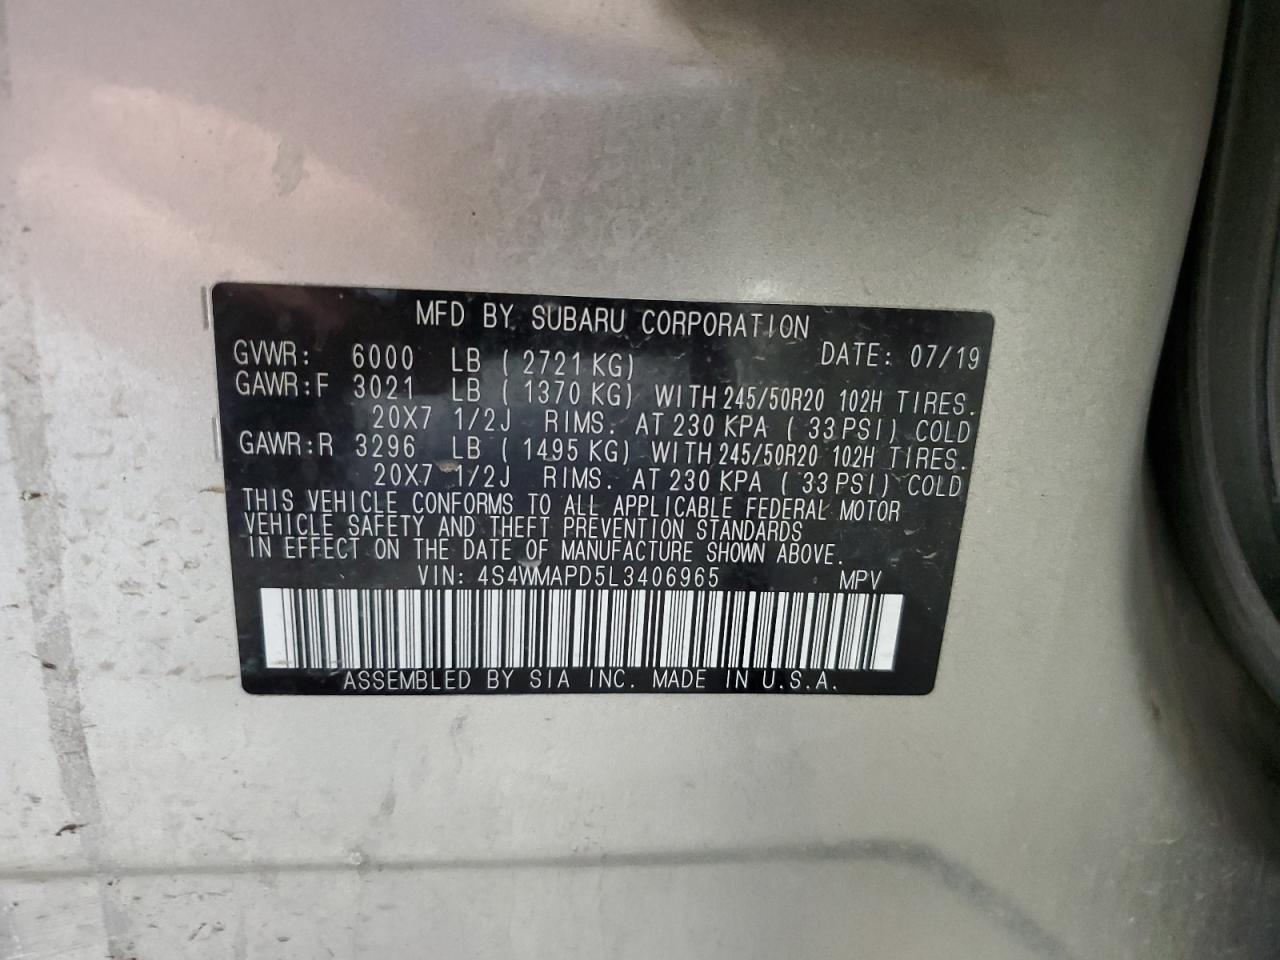 MFD BY SUBARU CORPORATION
GVWR: 6000 LB ( 2721 KG) DATE: 07/19
GAWR:F 3021 LB ( 1370 KG) WITH 245/50R20 102H TIRES.
20X7 1/2J RIMS. AT 230 KPA ( 33 PSI) COLD
GAWR:R 3296 LB ( 1495 KG) WITH 245/50R20 102H TIRES.
20X7 1/2J RIMS. AT 230 KPA ( 33 PSI) COLD
THIS VEHICLE CONFORMS TO ALL APPLICABLE FEDERAL MOTOR
VEHICLE SAFETY AND THEFT PREVENTION STANDARDS
IN EFFECT ON THE DATE OF MANUFACTURE SHOWN ABOVE.
VIN: 4S4WMAPD5L3406965 MPV
ASSEMBLED BY SIA INC. MADE IN U.S.A.